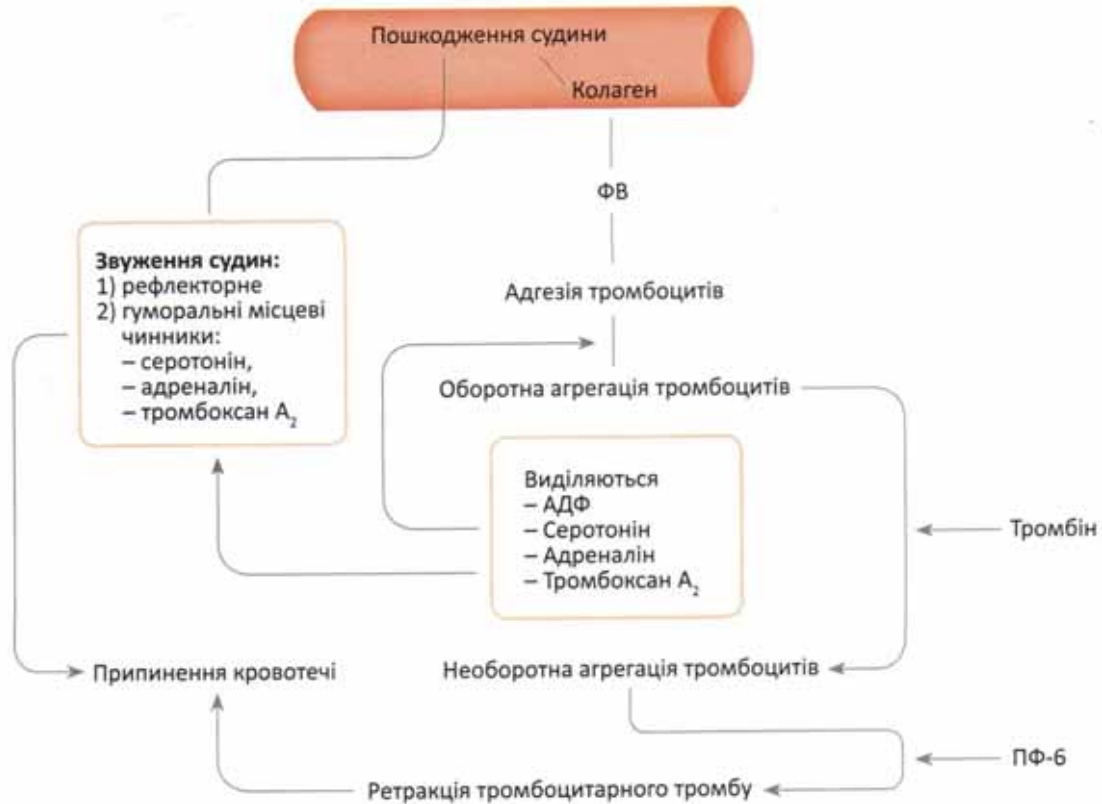 Пошкодження судини
Колаген
ФВ
Звуження судин:
1) рефлекторне
2) гуморальні місцеві
чинники:
– серотонін,
– адреналін,
– тромбоксан А₂
Адгезія тромбоцитів
Оборотна агрегація тромбоцитів
Виділяються
– АДФ
– Серотонін
– Адреналін
– Тромбоксан А₂
Тромбін
Припинення кровотечі
Необоротна агрегація тромбоцитів
ПФ-6
Ретракція тромбоцитарного тромбу